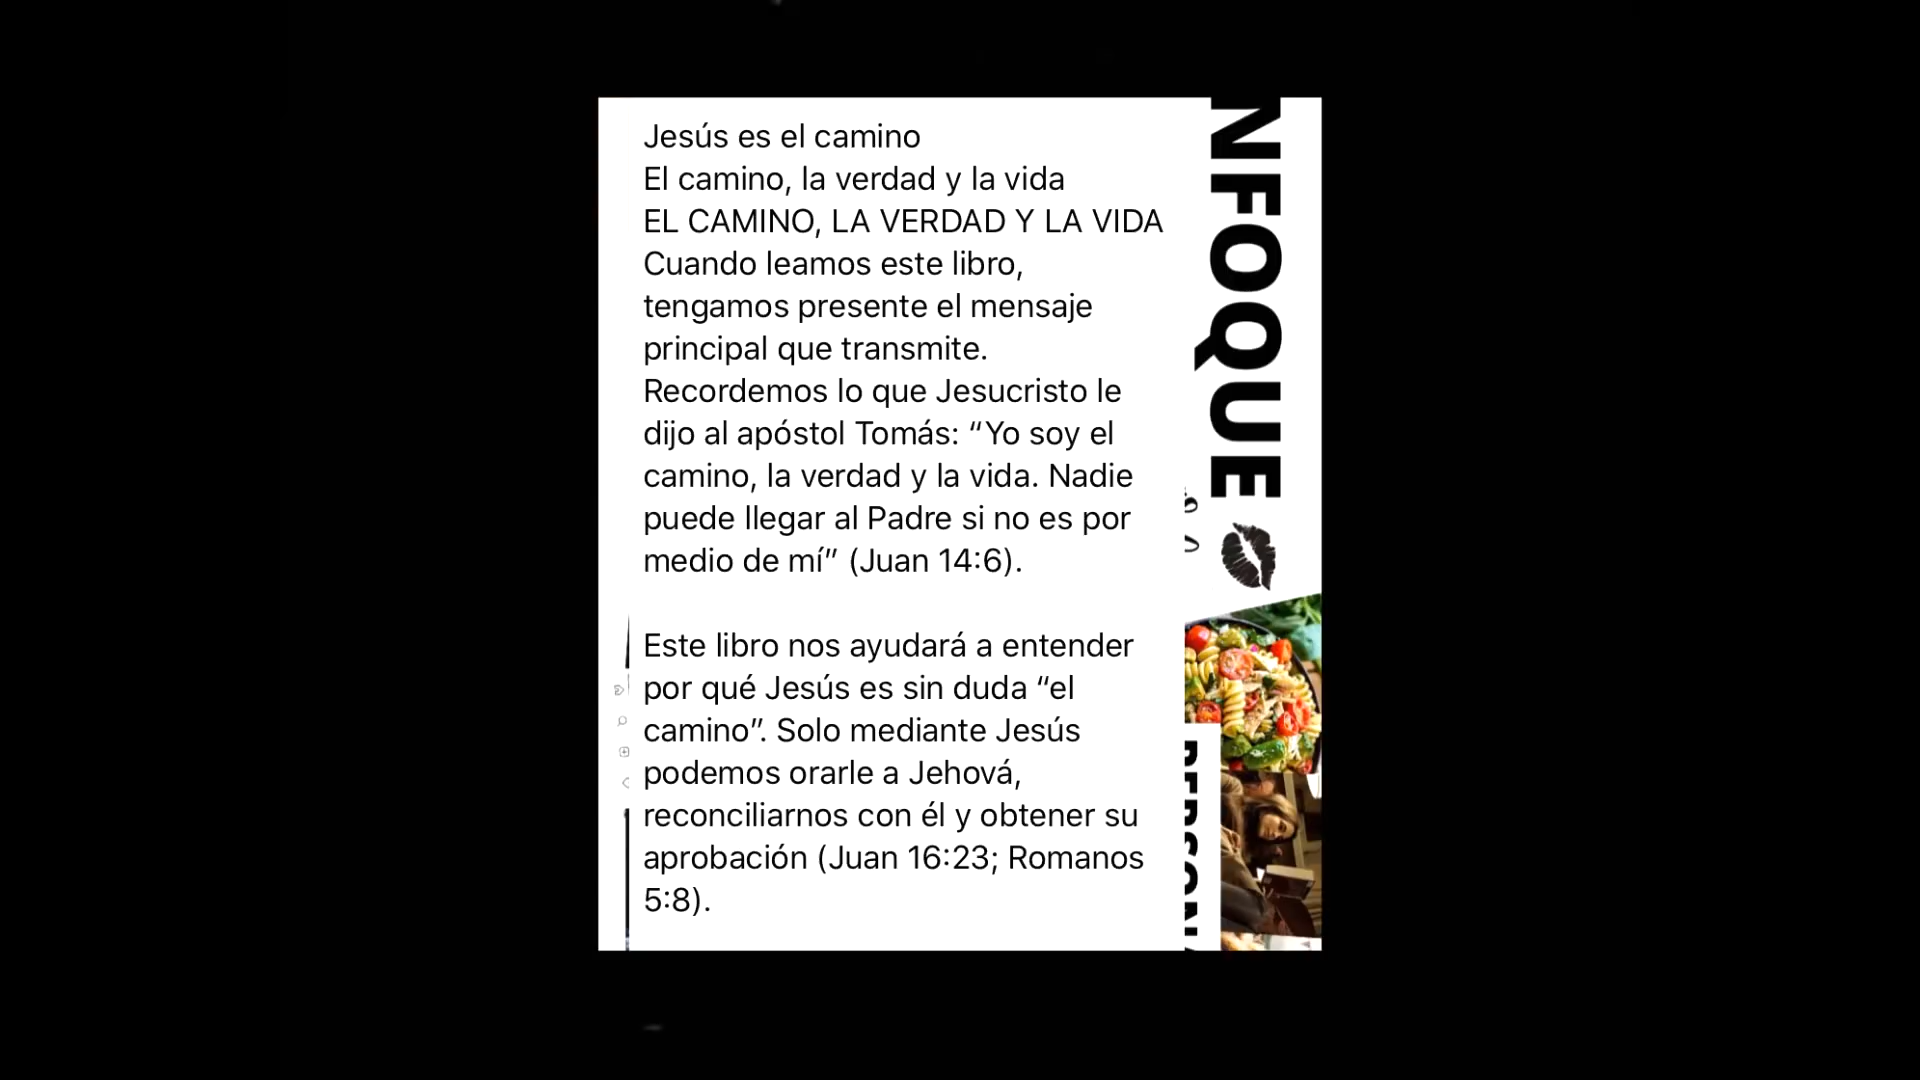 Jesús es el camino
El camino, la verdad y la vida
EL CAMINO, LA VERDAD Y LA VIDA
Cuando leamos este libro,
tengamos presente el mensaje
principal que transmite.
Recordemos lo que Jesucristo le
dijo al apóstol Tomás: “Yo soy el
camino, la verdad y la vida. Nadie
puede llegar al Padre si no es por
medio de mí” (Juan 14:6).
Este libro nos ayudará a entender
por qué Jesús es sin duda “el
camino”. Solo mediante Jesús
podemos orarle a Jehová,
reconciliarnos con él y obtener su
aprobación (Juan 16:23; Romanos
5:8).
NFOQUE